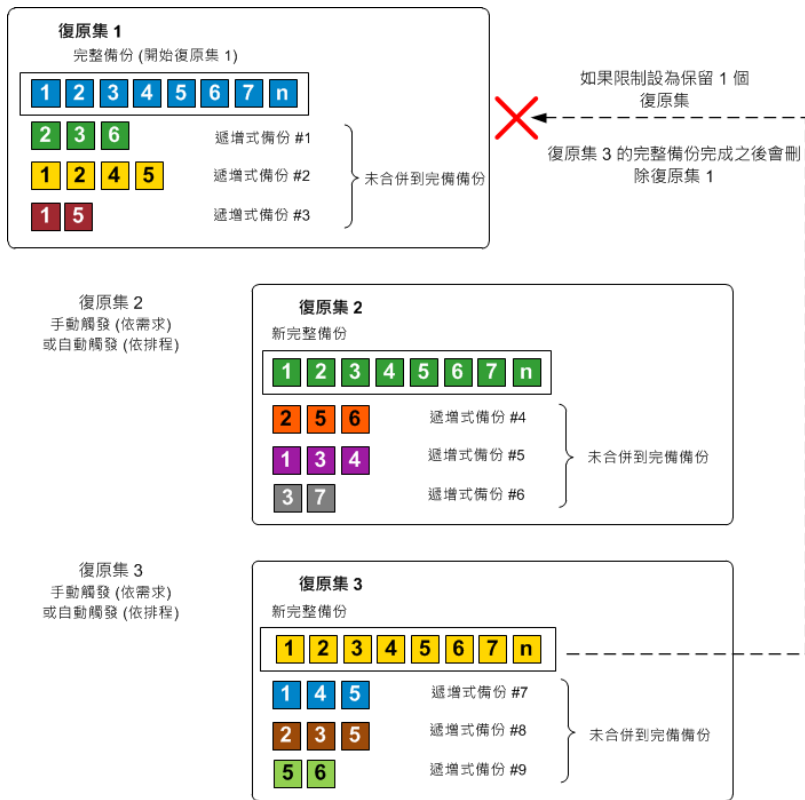 復原集 1
完整備份 (開始復原集 1)
1 2 3 4 5 6 7 n
2 3 6 遞增式備份 #1
1 2 4 5 遞增式備份 #2
1 5 遞增式備份 #3
未合併到完備備份
如果限制設為保留 1 個
復原集
復原集 3 的完整備份完成之後會刪
除復原集 1
復原集 2
手動觸發 (依需求)
或自動觸發 (依排程)
復原集 2
新完整備份
1 2 3 4 5 6 7 n
2 5 6 遞增式備份 #4
1 3 4 遞增式備份 #5
3 7 遞增式備份 #6
未合併到完備備份
復原集 3
手動觸發 (依需求)
或自動觸發 (依排程)
復原集 3
新完整備份
1 2 3 4 5 6 7 n
1 4 5 遞增式備份 #7
2 3 5 遞增式備份 #8
5 6 遞增式備份 #9
未合併到完備備份